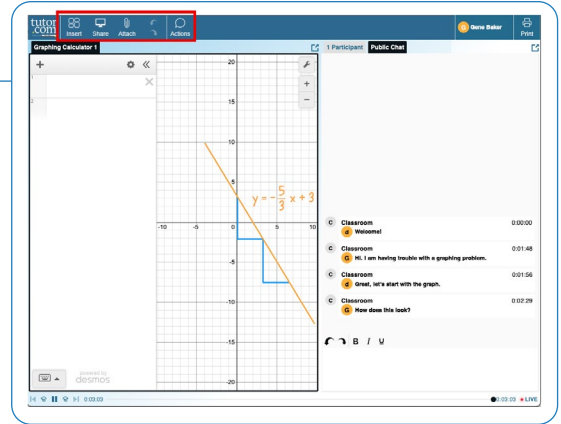 tutor
.com
Insert Share Attach Actions
G Gene Baker
Print
Graphing Calculator 1
1 Participant Public Chat
1
2
20
15
10
5
-10 -5 0 5 10
-5
-10
-15
-20
y = -5/3 x + 3
powered by
desmos
C Classroom 0:00:00
d Welcome!
C Classroom 0:01:48
G Hi. I am having trouble with a graphing problem.
C Classroom 0:01:56
d Great, let's start with the graph.
C Classroom 0:02:29
G How does this look?
B I U
0:03:03
0:03:03 LIVE